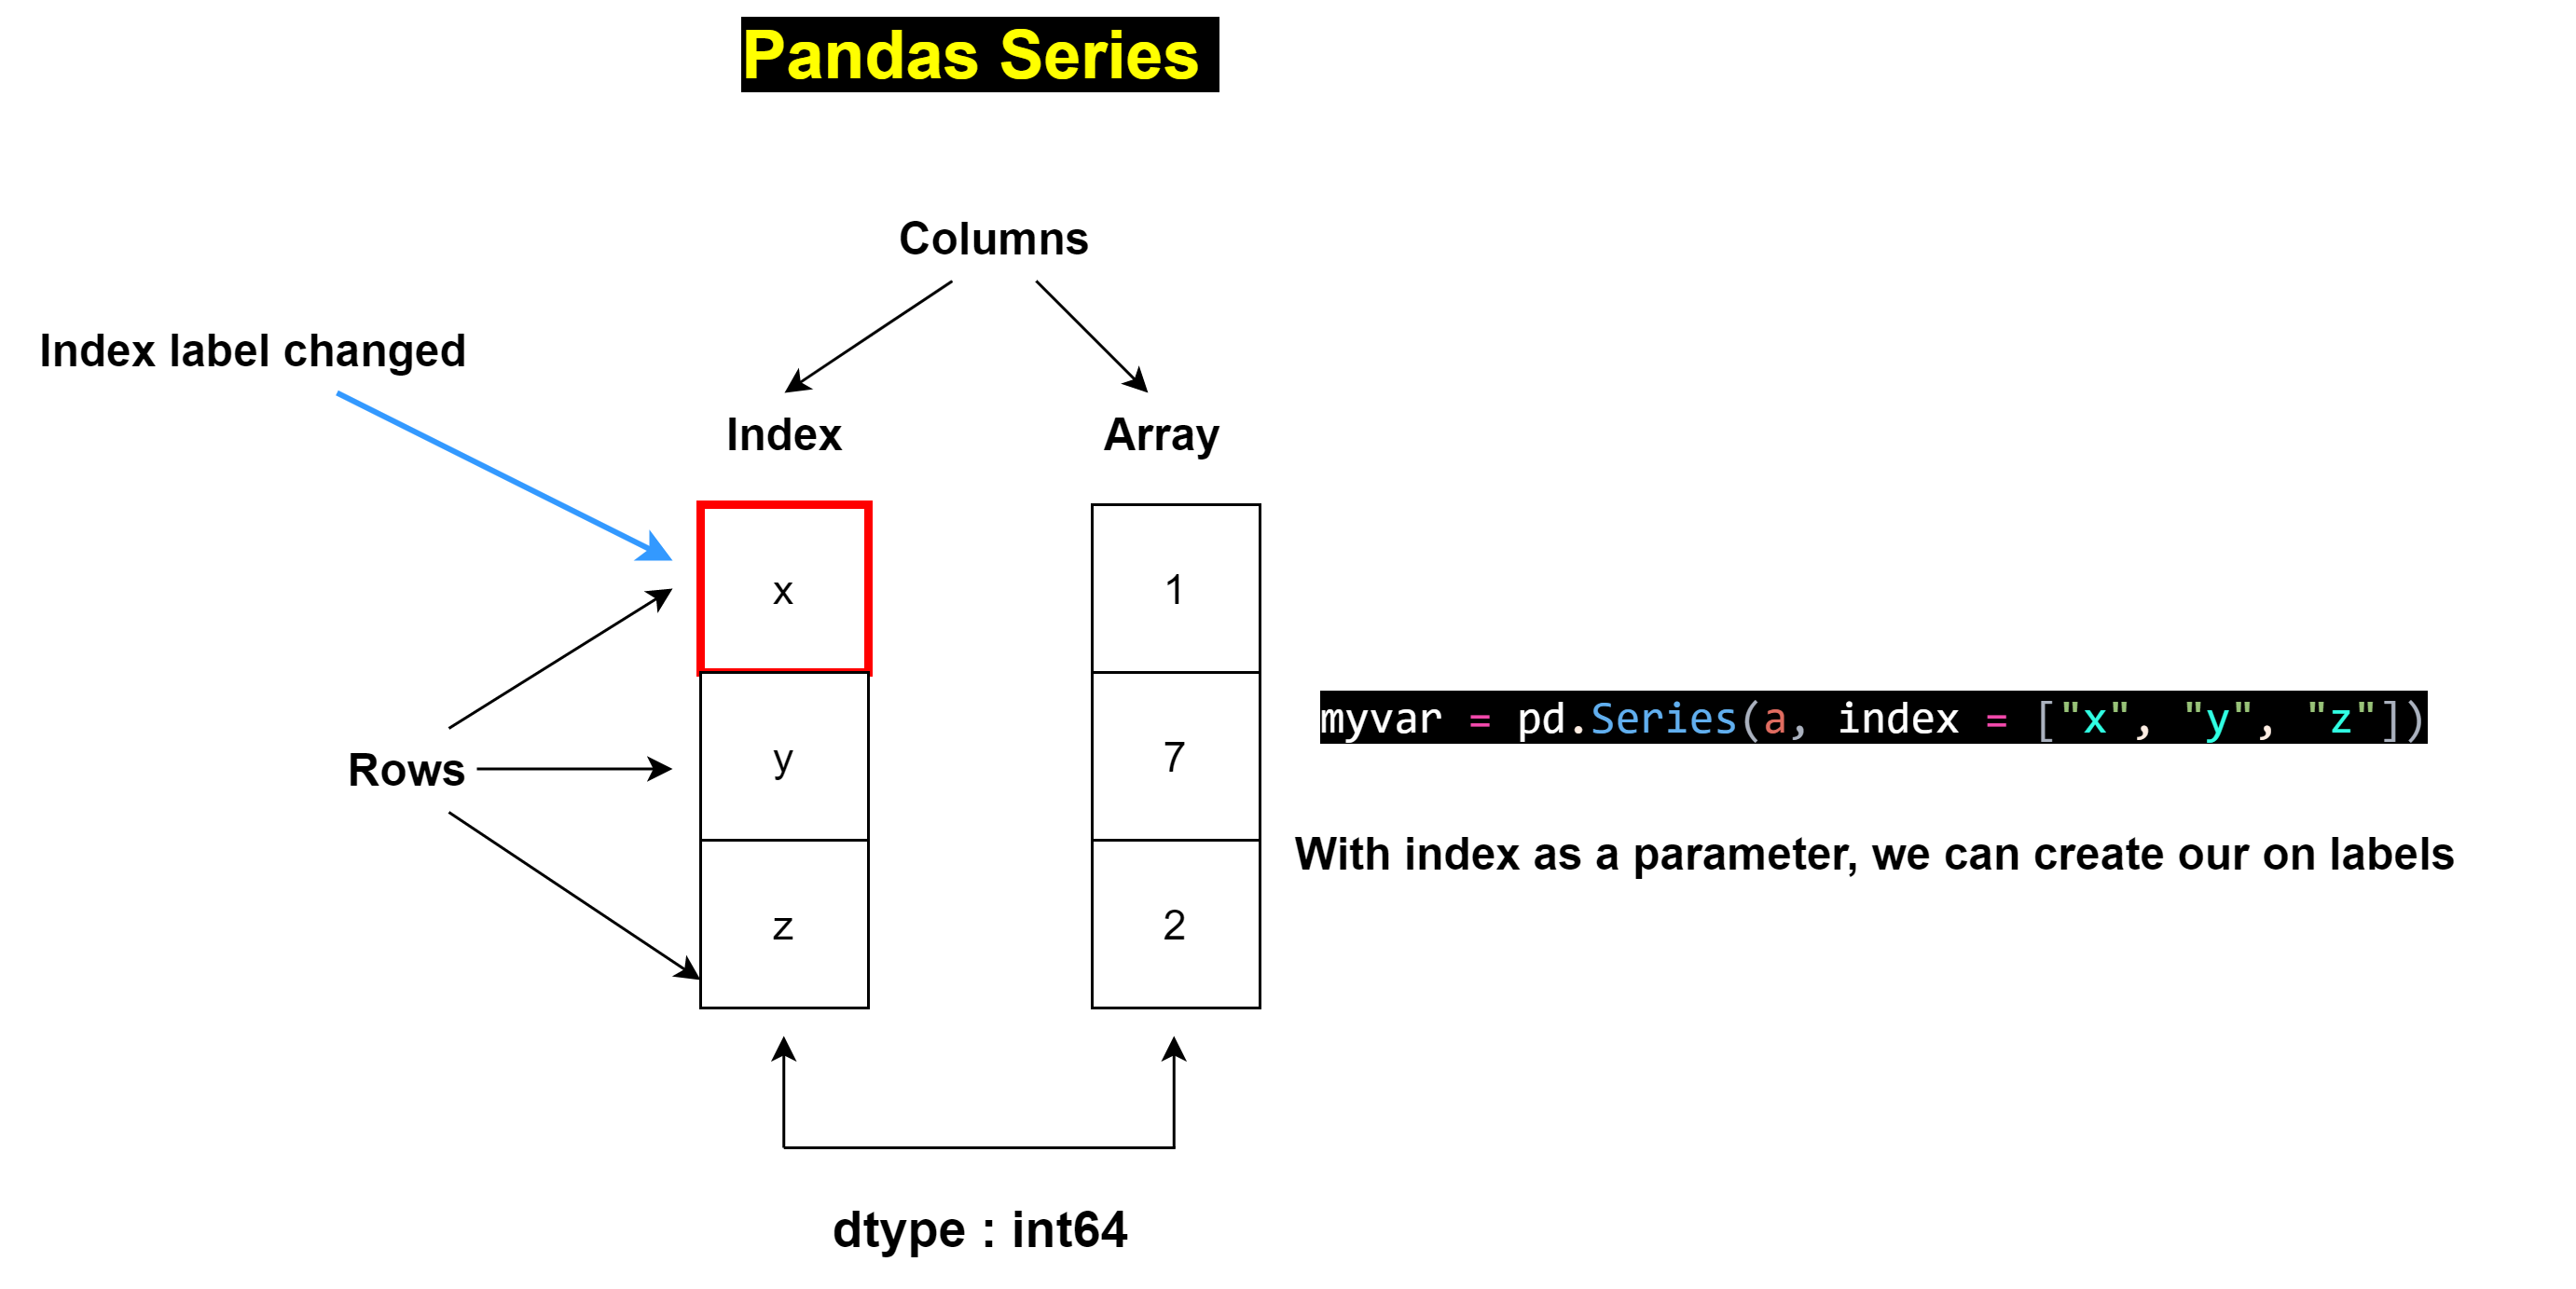 Pandas Series
Columns
Index label changed
Index
Array
x
1
myvar = pd.Series(a, index = ["x", "y", "z"])
Rows
y
7
With index as a parameter, we can create our on labels
z
2
dtype : int64